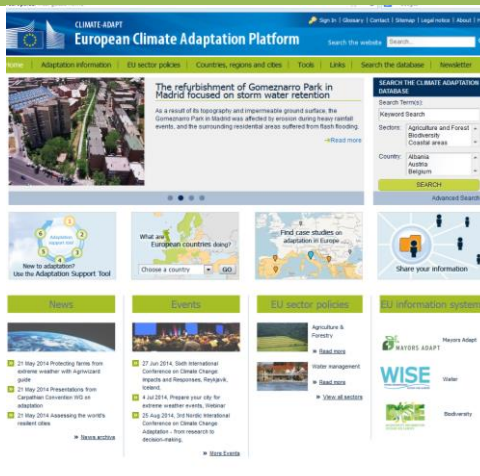 CLIMATE-ADAPT
European Climate Adaptation Platform
Sign In | Glossary | Contact | Sitemap | Legal notice | About |
Search the website Search...
Home Adaptation information EU sector policies Countries, regions and cities Tools Links Search the database Newsletter
The refurbishment of Gomeznarro Park in
Madrid focused on storm water retention
As a result of its topography and impermeable ground surface, the
Gomeznarro Park in Madrid was affected by erosion during heavy rainfall
events, and the surrounding residential areas suffered from flash flooding.
Read more
SEARCH THE CLIMATE ADAPTATION
DATABASE
Search Term(s):
Keyword Search
Sectors: Agriculture and Forest
Biodiversity
Coastal areas
Country: Albania
Austria
Belgium
SEARCH
Advanced Search
1
2
3
4
5
6
Adaptation
support tool
New to adaptation?
Use the Adaptation Support Tool
What are
European countries doing?
Choose a country GO
Find case studies on
adaptation in Europe
Share your information
News
21 May 2014 Protecting farms from
extreme weather with Agriwizard
guide
21 May 2014 Presentations from
Carpathian Convention WG on
adaptation
21 May 2014 Assessing the world's
resilient cities.
News archive
Events
27 Jun 2014, Sixth International
Conference on Climate Change:
Impacts and Responses, Reykjavik,
Iceland.
4 Jul 2014, Prepare your city for
extreme weather events, Webinar
25 Aug 2014, 3rd Nordic International
Conference on Climate Change
Adaptation - from research to
decision-making.
More Events
EU sector policies
Agriculture &
Forestry
Read more
Water management
Read more
View all sectors
EU information system
MAYORS ADAPT
Mayors Adapt
WISE
Water
Biodiversity